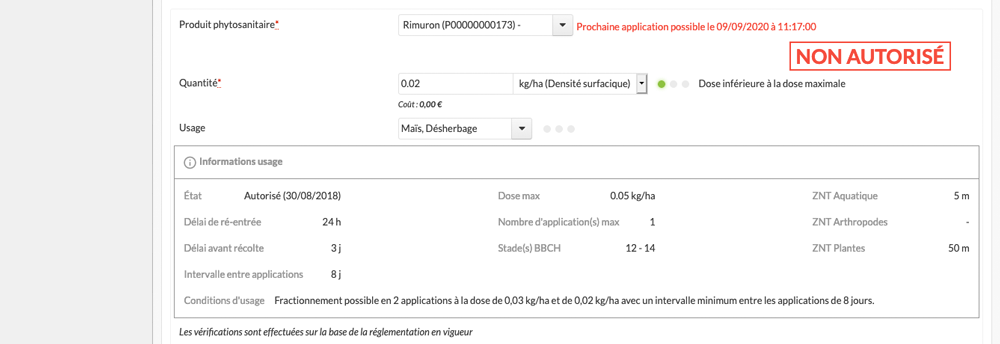 Produit phytosanitaire* Rimuron (P00000000173) - Prochaine application possible le 09/09/2020 à 11:17:00
NON AUTORISÉ
Quantité* 0.02 kg/ha (Densité surfacique) Dose inférieure à la dose maximale
Coût : 0,00 €
Usage Maïs, Désherbage
Informations usage
État Autorisé (30/08/2018) Dose max 0.05 kg/ha ZNT Aquatique 5 m
Délai de ré-entrée 24 h Nombre d'application(s) max 1 ZNT Arthropodes -
Délai avant récolte 3 j Stade(s) BBCH 12 - 14 ZNT Plantes 50 m
Intervalle entre applications 8 j
Conditions d'usage Fractionnement possible en 2 applications à la dose de 0,03 kg/ha et de 0,02 kg/ha avec un intervalle minimum entre les applications de 8 jours.
Les vérifications sont effectuées sur la base de la réglementation en vigueur